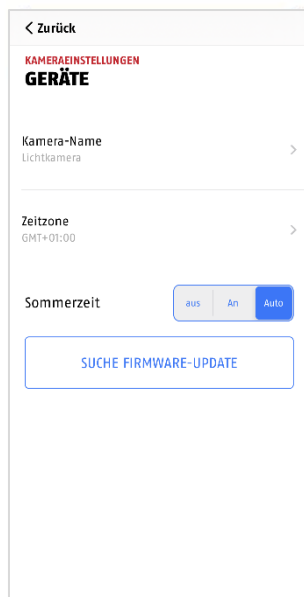 Zurück
KAMERAEINSTELLUNGEN
GERÄTE
Kamera-Name
Lichtkamera
Zeitzone
GMT+01:00
Sommerzeit aus An Auto
SUCHE FIRMWARE-UPDATE